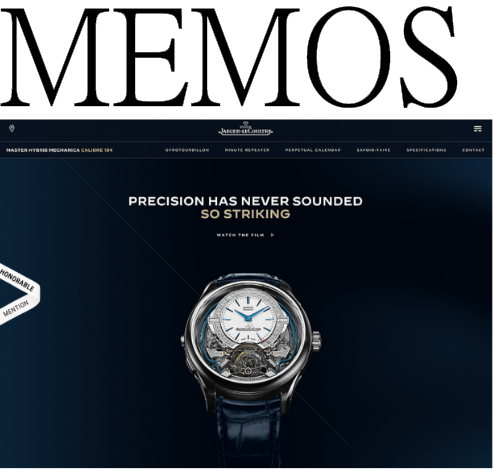 MEMOS
JAEGER-LECOULTRE
MASTER HYBRIS MECHANICA CALIBRE 184
GYROTOURBILLON MINUTE REPEATER PERPETUAL CALENDAR SAVOIR-FAIRE SPECIFICATIONS CONTACT
PRECISION HAS NEVER SOUNDED
SO STRIKING
WATCH THE FILM
HONORABLE
MENTION